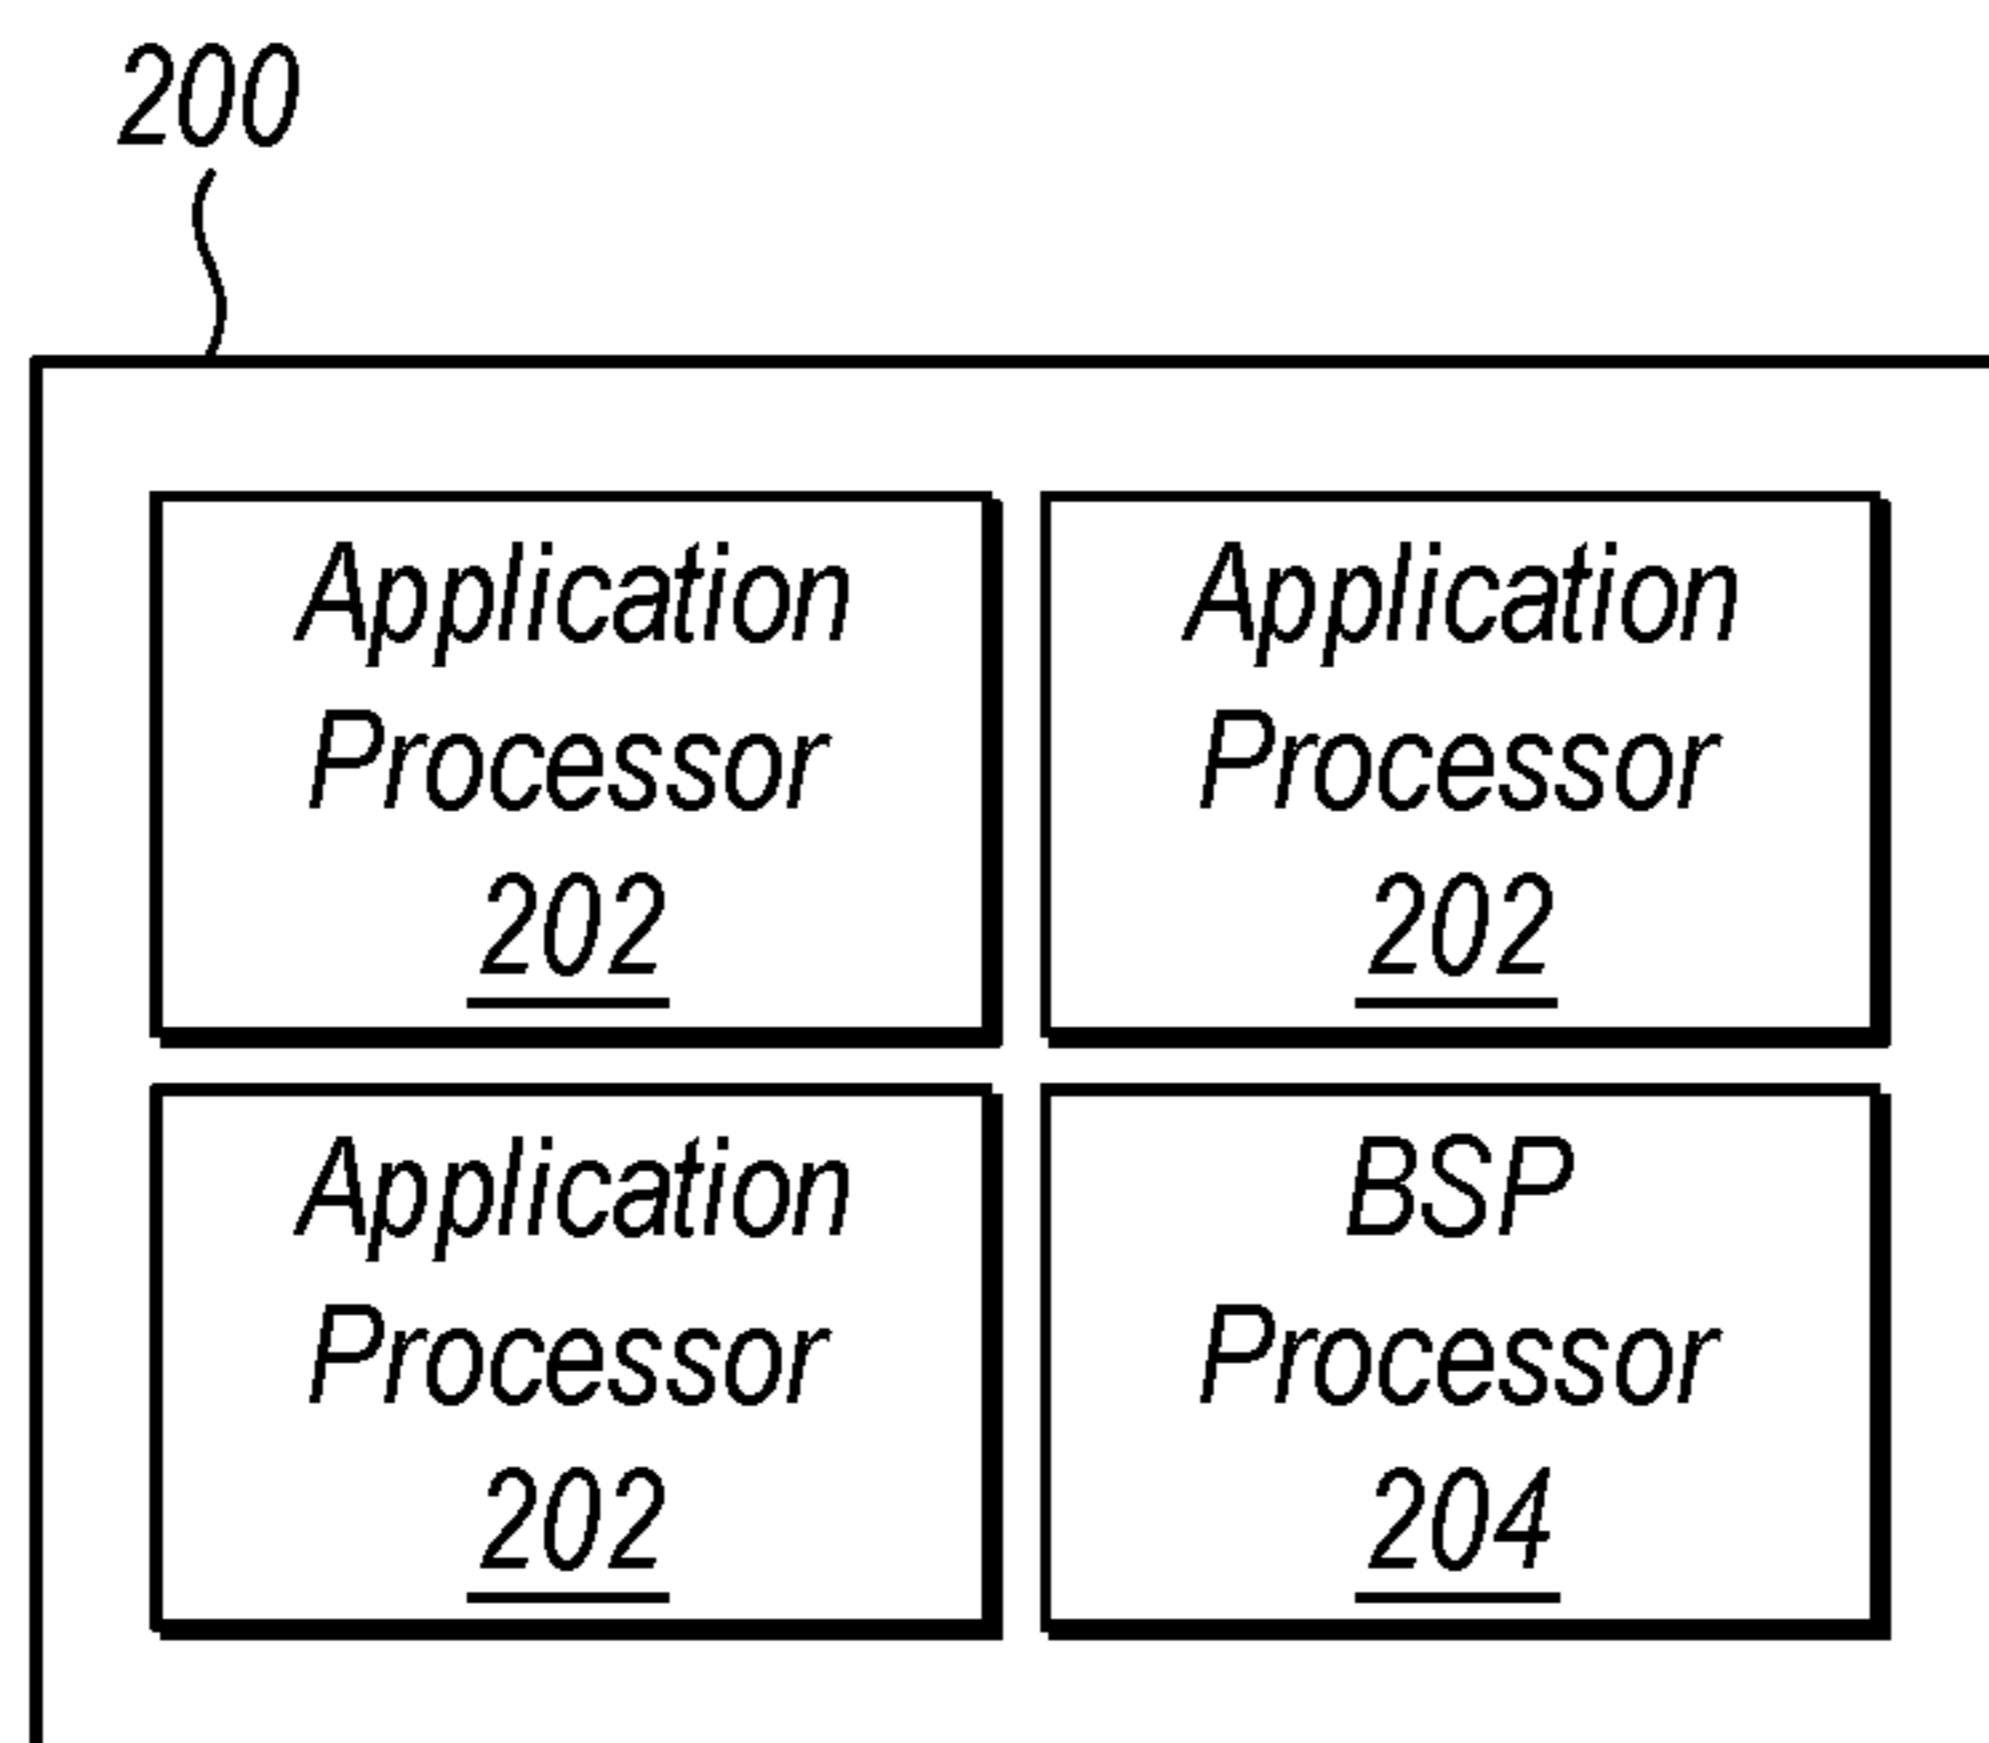 200
Application
Processor
202
Application
Processor
202
Application
Processor
202
BSP
Processor
204